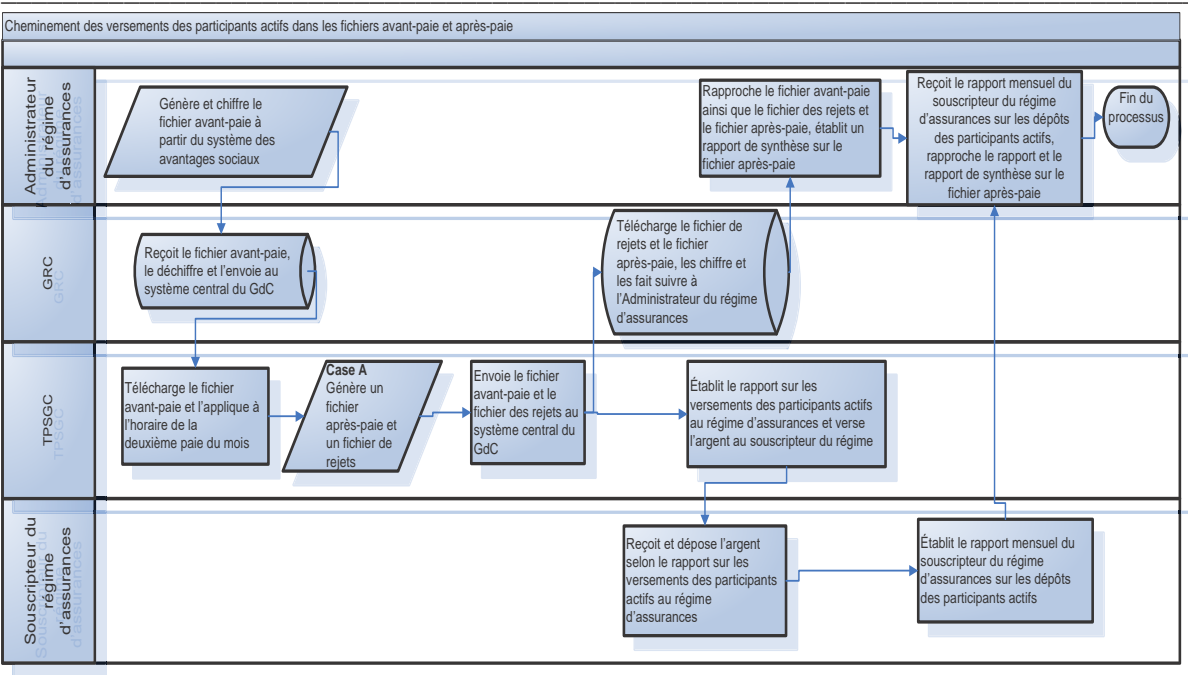 Cheminement des versements des participants actifs dans les fichiers avant-paie et après-paie
Administrateur
du régime
d'assurances
Génère et chiffre le
fichier avant-paie à
partir du système des
avantages sociaux
Rapproche le fichier avant-paie
ainsi que le fichier des rejets et
le fichier après-paie, établit un
rapport de synthèse sur le
fichier après-paie
Reçoit le rapport mensuel du
souscripteur du régime
d'assurances sur les dépôts
des participants actifs,
rapproche le rapport et le
rapport de synthèse sur le
fichier après-paie
Fin du
processus
GRC
Reçoit le fichier avant-paie,
le déchiffre et l'envoie au
système central du GdC
Télécharge le fichier de
rejets et le fichier
après-paie, les chiffre et
les fait suivre à
l'Administrateur du régime
d'assurances
TPSGC
Télécharge le fichier
avant-paie et l'applique à
l'horaire de la
deuxième paie du mois
Case A
Génère un
fichier
après-paie et
un fichier de
rejets
Envoie le fichier
avant-paie et le
fichier des rejets au
système central du
GdC
Établit le rapport sur les
versements des participants actifs
au régime d'assurances et verse
l'argent au souscripteur du régime
Souscripteur du
régime
d'assurances
Reçoit et dépose l'argent
selon le rapport sur les
versements des participants
actifs au régime
d'assurances
Établit le rapport mensuel du
souscripteur du régime
d'assurances sur les dépôts
des participants actifs